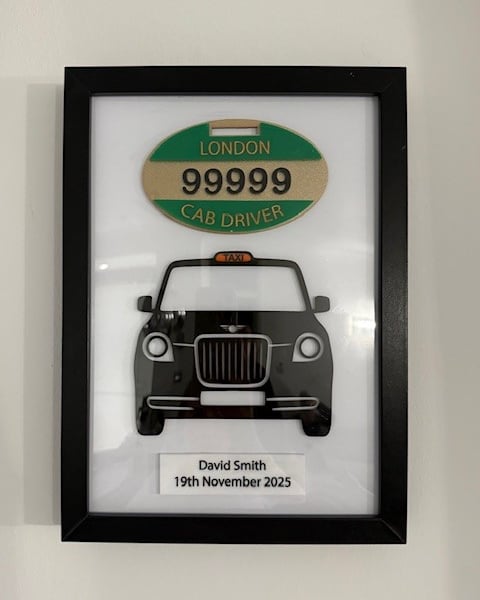 LONDON
99999
CAB DRIVER
TAXI
David Smith
19th November 2025